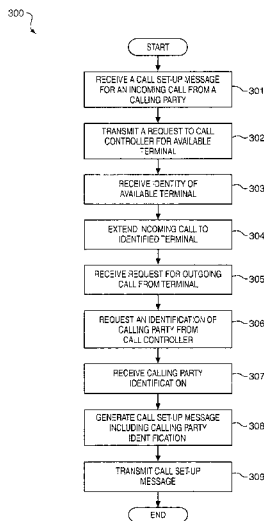 300
START
RECEIVE A CALL SET-UP MESSAGE
FOR AN INCOMING CALL FROM A
CALLING PARTY
301
TRANSMIT A REQUEST TO CALL
CONTROLLER FOR AVAILABLE
TERMINAL
302
RECEIVE IDENTITY OF
AVAILABLE TERMINAL
303
EXTEND INCOMING CALL TO
IDENTIFIED TERMINAL
304
RECEIVE REQUEST FOR OUTGOING
CALL FROM TERMINAL
305
REQUEST AN IDENTIFICATION OF
CALLING PARTY FROM
CALL CONTROLLER
306
RECEIVE CALLING PARTY
IDENTIFICATION
307
GENERATE CALL SET-UP MESSAGE
INCLUDING CALLING PARTY
IDENTIFICATION
308
TRANSMIT CALL SET-UP
MESSAGE
309
END